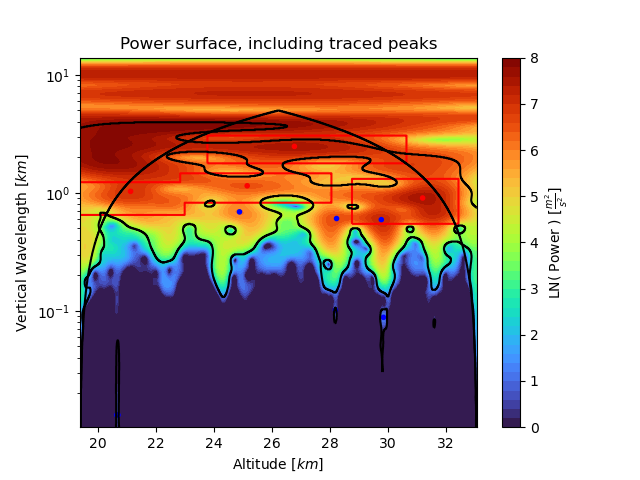 Power surface, including traced peaks
Vertical Wavelength [km]
10¹
10⁰
10⁻¹
20 22 24 26 28 30 32
Altitude [km]
8
7
6
5
4
3
2
1
0
LN( Power ) [m²/s²]